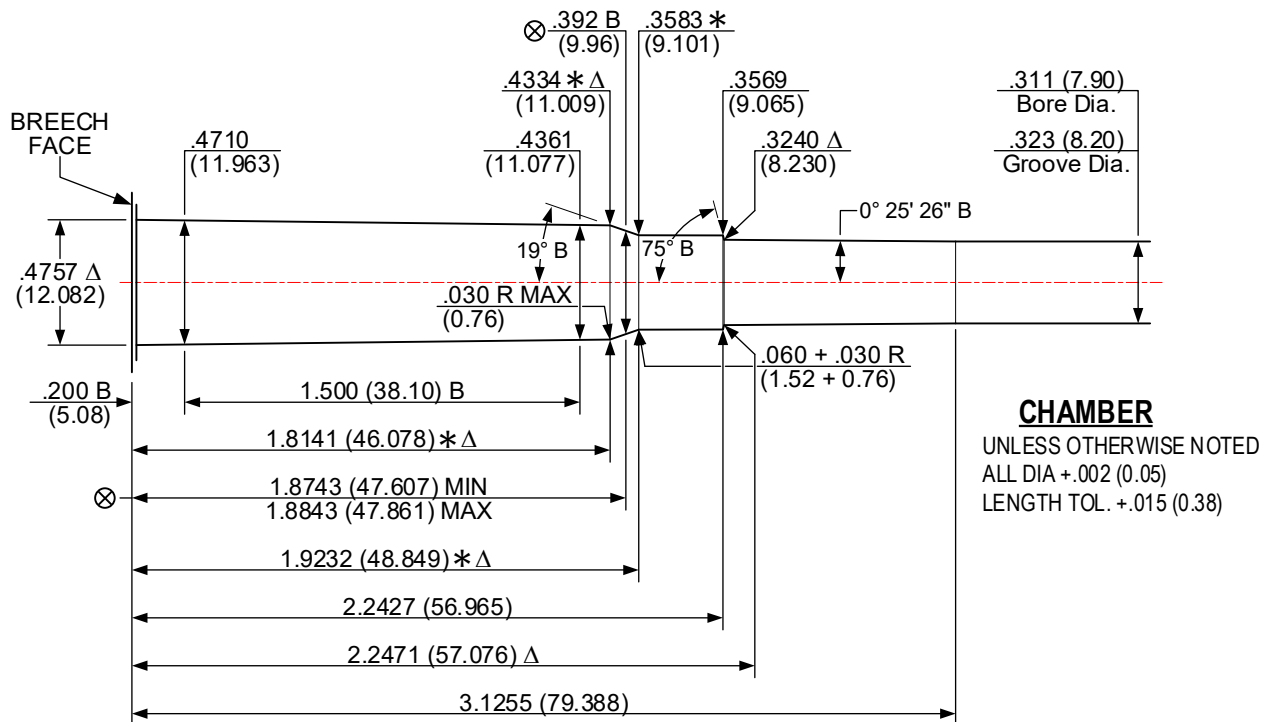 ⊗ .392 B
(9.96)
.3583 *
(9.101)
.4334 * Δ
(11.009)
.3569
(9.065)
.311 (7.90)
Bore Dia.
BREECH
FACE
.4710
(11.963)
.4361
(11.077)
.3240 Δ
(8.230)
.323 (8.20)
Groove Dia.
0° 25' 26" B
19° B
75° B
.4757 Δ
(12.082)
.030 R MAX
(0.76)
.060 + .030 R
(1.52 + 0.76)
.200 B
(5.08)
1.500 (38.10) B
CHAMBER
UNLESS OTHERWISE NOTED
ALL DIA +.002 (0.05)
LENGTH TOL. +.015 (0.38)
1.8141 (46.078) * Δ
⊗ 1.8743 (47.607) MIN
1.8843 (47.861) MAX
1.9232 (48.849) * Δ
2.2427 (56.965)
2.2471 (57.076) Δ
3.1255 (79.388)